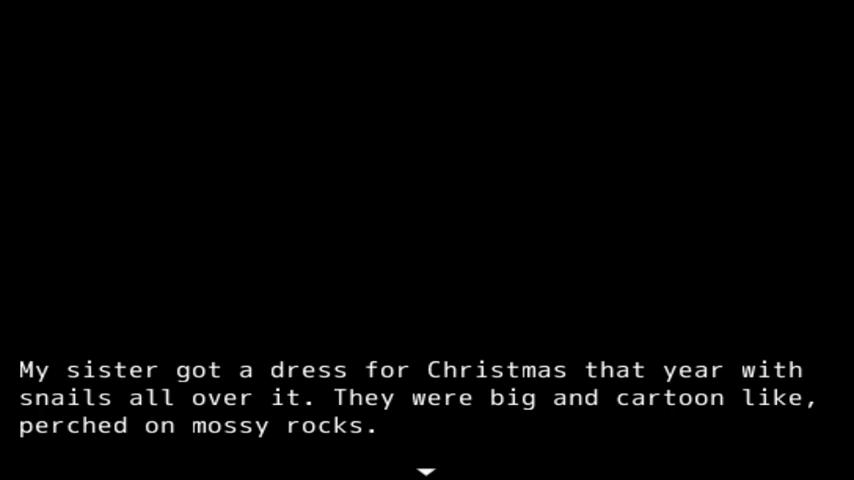 My sister got a dress for Christmas that year with
snails all over it. They were big and cartoon like,
perched on mossy rocks.